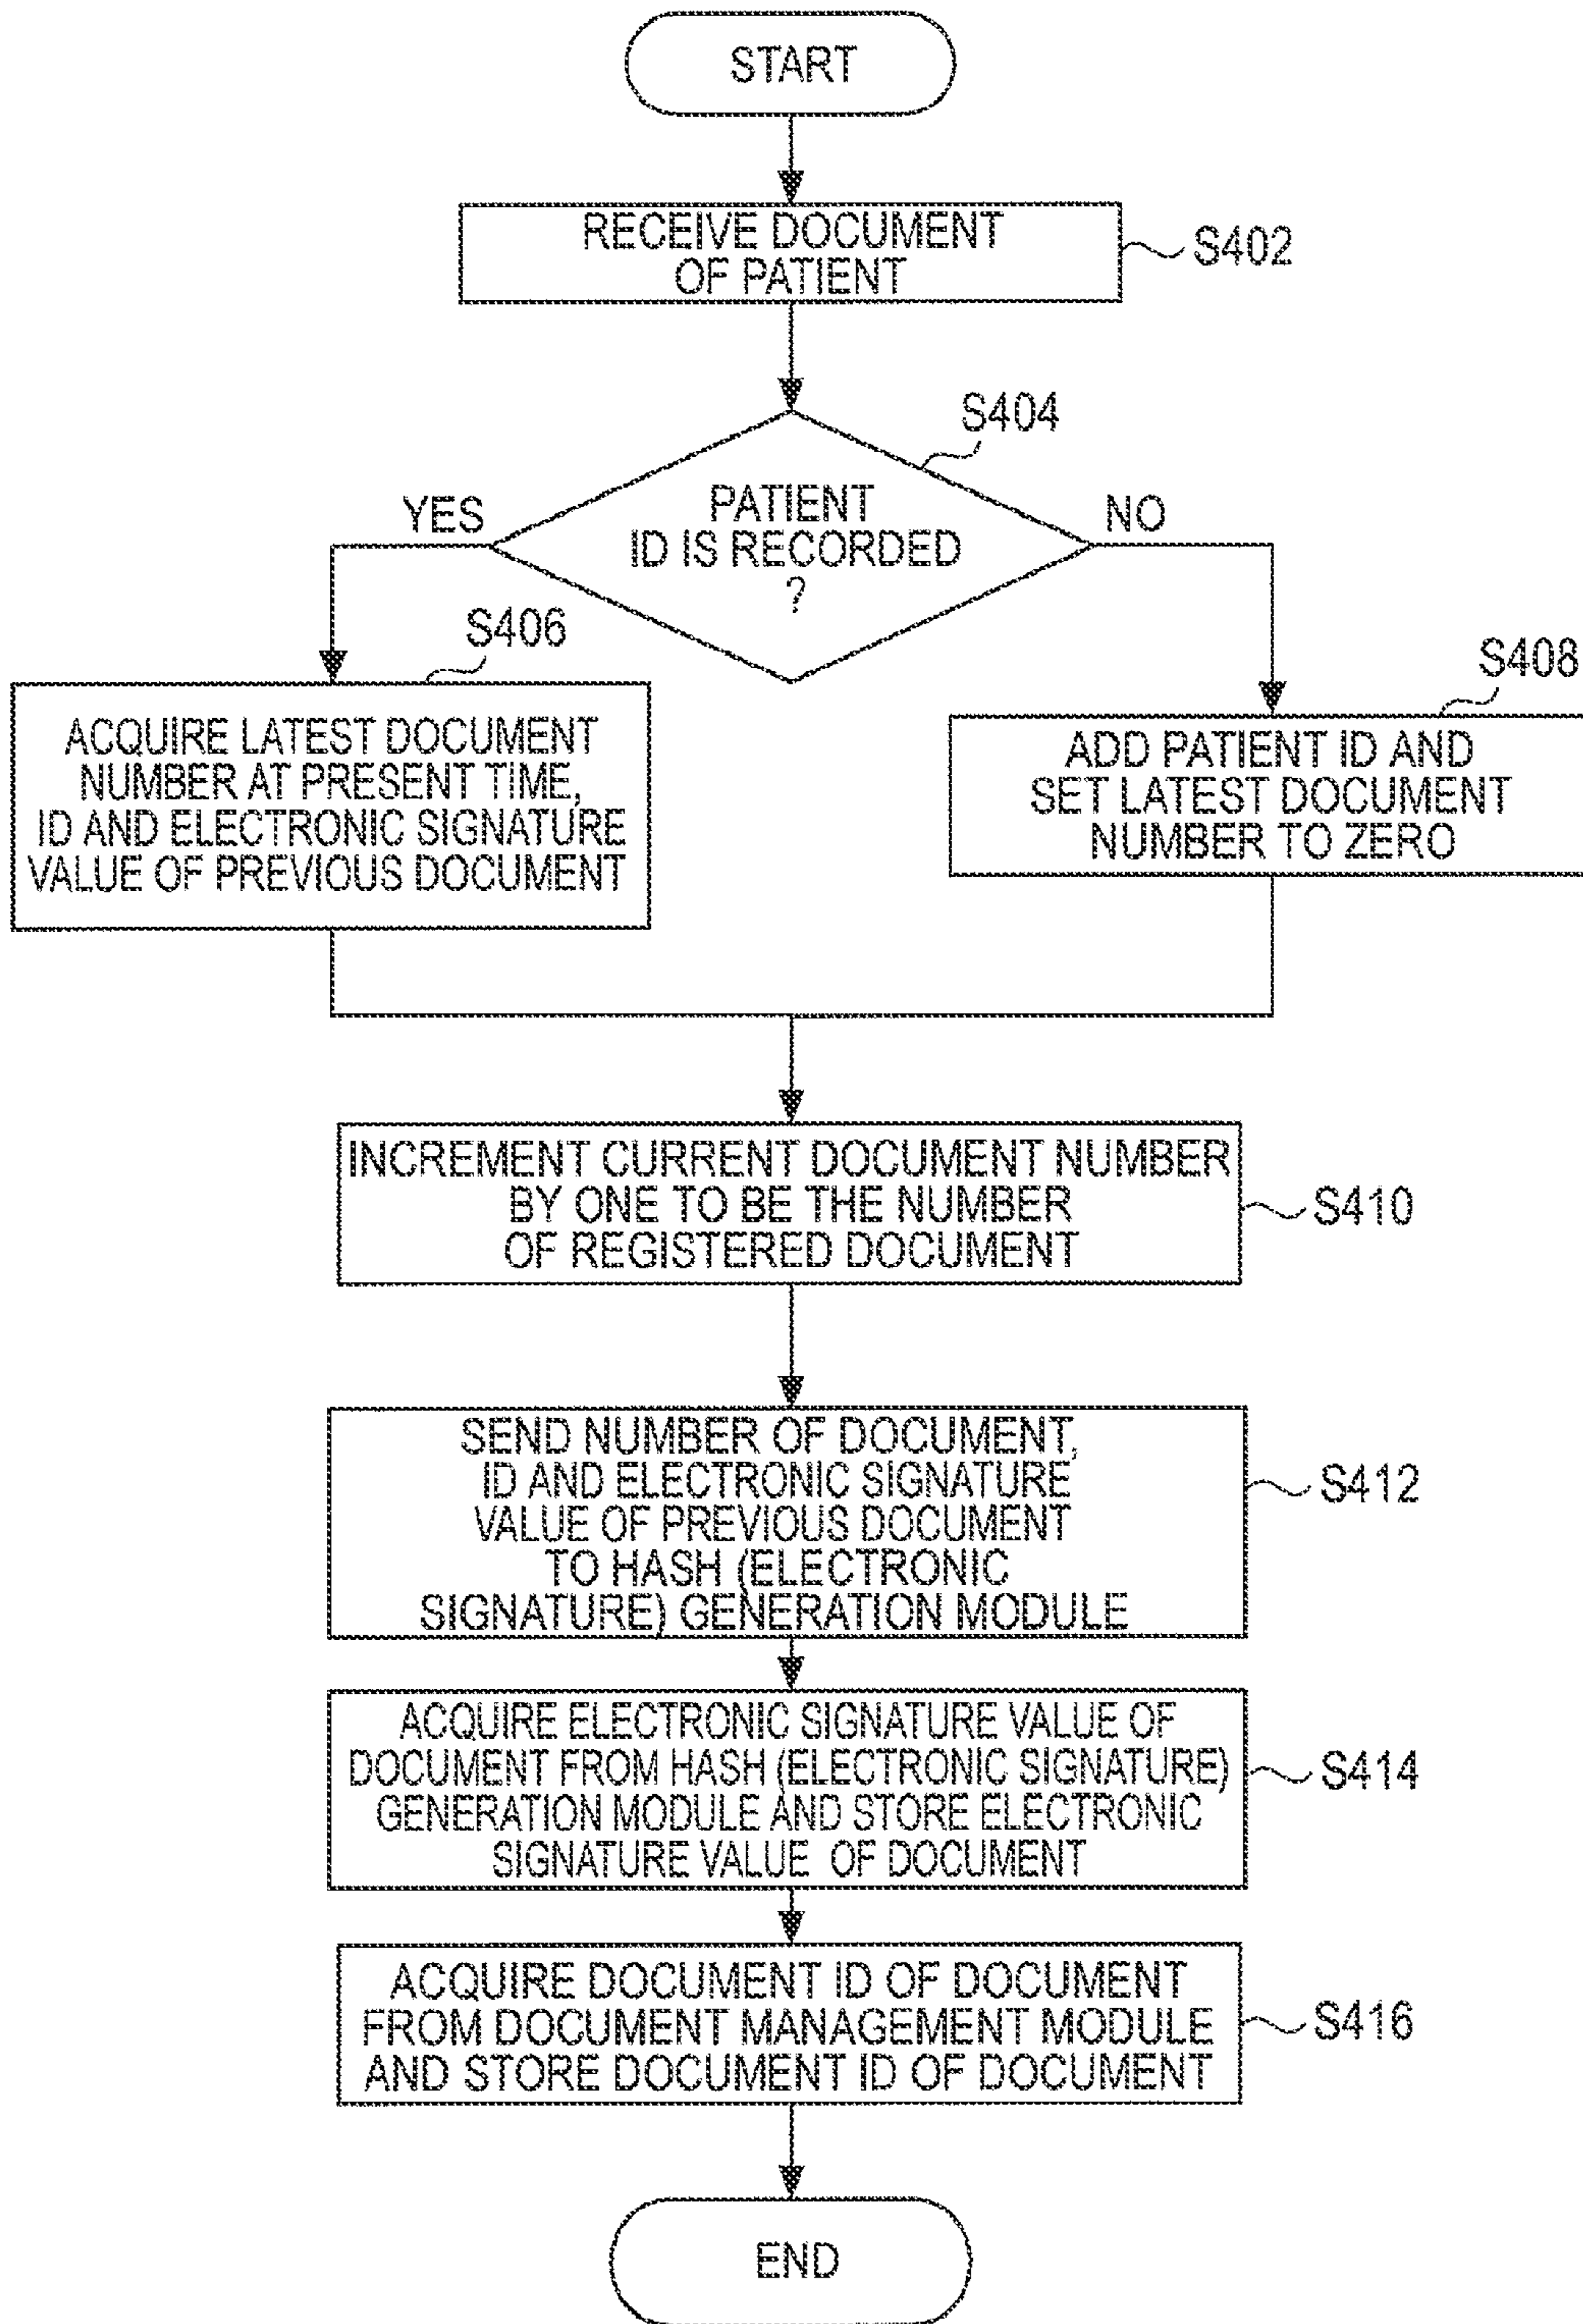 START
RECEIVE DOCUMENT
OF PATIENT
S402
S404
PATIENT
ID IS RECORDED
?
YES
NO
S406
ACQUIRE LATEST DOCUMENT
NUMBER AT PRESENT TIME,
ID AND ELECTRONIC SIGNATURE
VALUE OF PREVIOUS DOCUMENT
S408
ADD PATIENT ID AND
SET LATEST DOCUMENT
NUMBER TO ZERO
INCREMENT CURRENT DOCUMENT NUMBER
BY ONE TO BE THE NUMBER
OF REGISTERED DOCUMENT
S410
SEND NUMBER OF DOCUMENT,
ID AND ELECTRONIC SIGNATURE
VALUE OF PREVIOUS DOCUMENT
TO HASH (ELECTRONIC
SIGNATURE) GENERATION MODULE
S412
ACQUIRE ELECTRONIC SIGNATURE VALUE OF
DOCUMENT FROM HASH (ELECTRONIC SIGNATURE)
GENERATION MODULE AND STORE ELECTRONIC
SIGNATURE VALUE OF DOCUMENT
S414
ACQUIRE DOCUMENT ID OF DOCUMENT
FROM DOCUMENT MANAGEMENT MODULE
AND STORE DOCUMENT ID OF DOCUMENT
S416
END